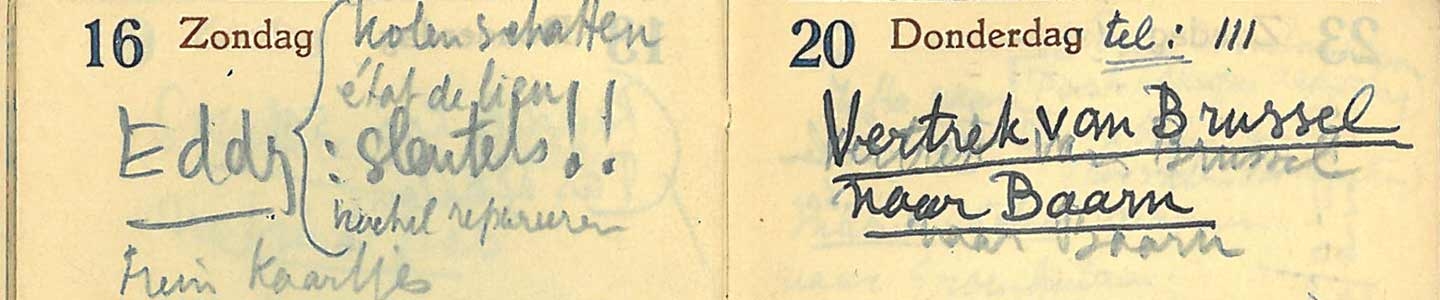 16 Zondag
Kolen schatten
état de lieu
Eddy : sleutels!!
kachel repareren
trein kaartjes
20 Donderdag tel: 111
Vertrek van Brussel
naar Baarn